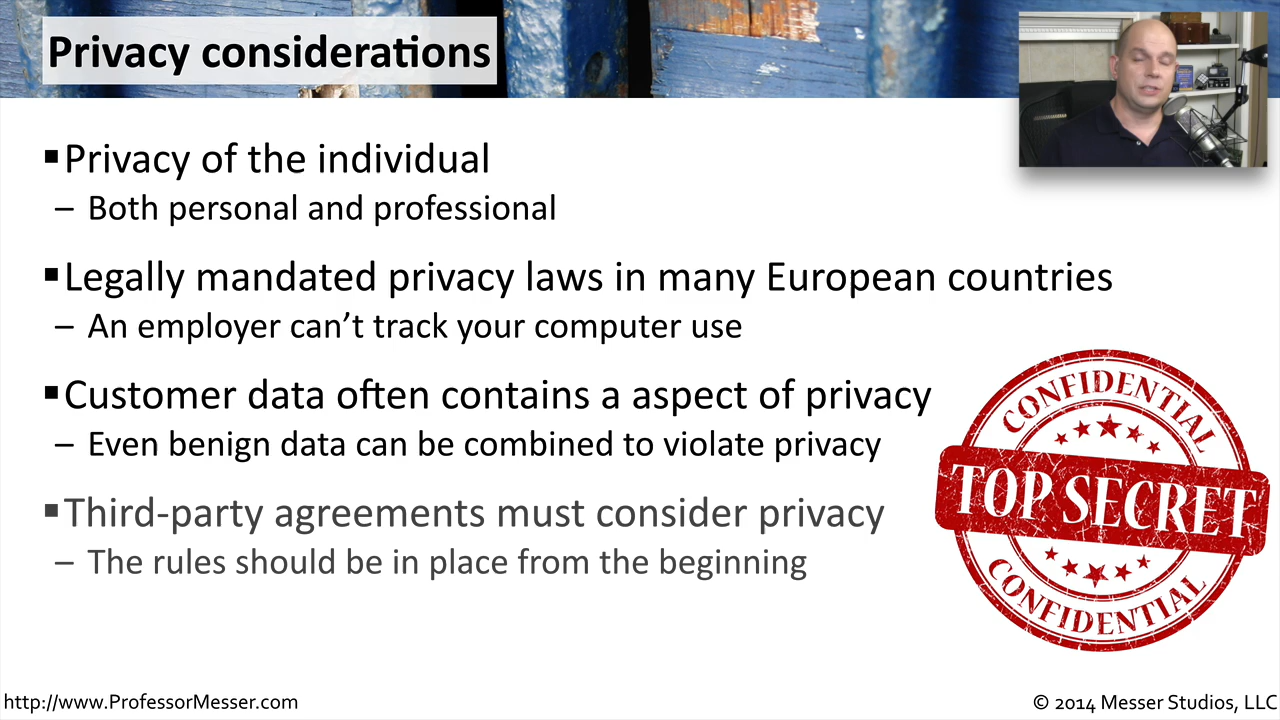 Privacy considerations
▪Privacy of the individual
– Both personal and professional
▪Legally mandated privacy laws in many European countries
– An employer can’t track your computer use
▪Customer data often contains a aspect of privacy
– Even benign data can be combined to violate privacy
▪Third-party agreements must consider privacy
– The rules should be in place from the beginning
CONFIDENTIAL
TOP SECRET
CONFIDENTIAL
http://www.ProfessorMesser.com
© 2014 Messer Studios, LLC